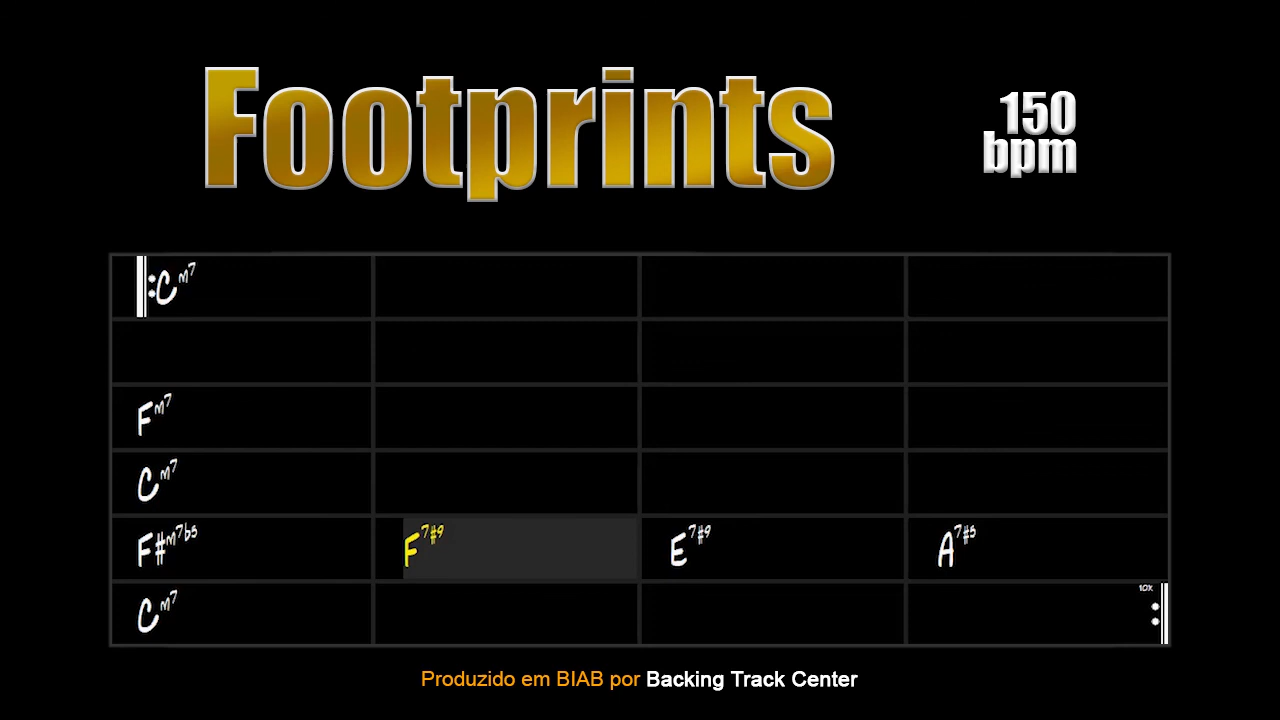 Footprints
150
bpm
Cm7
Fm7
Cm7
F#m7b5 F7#9 E7#9 A7#5
Cm7 10x
Produzido em BIAB por Backing Track Center